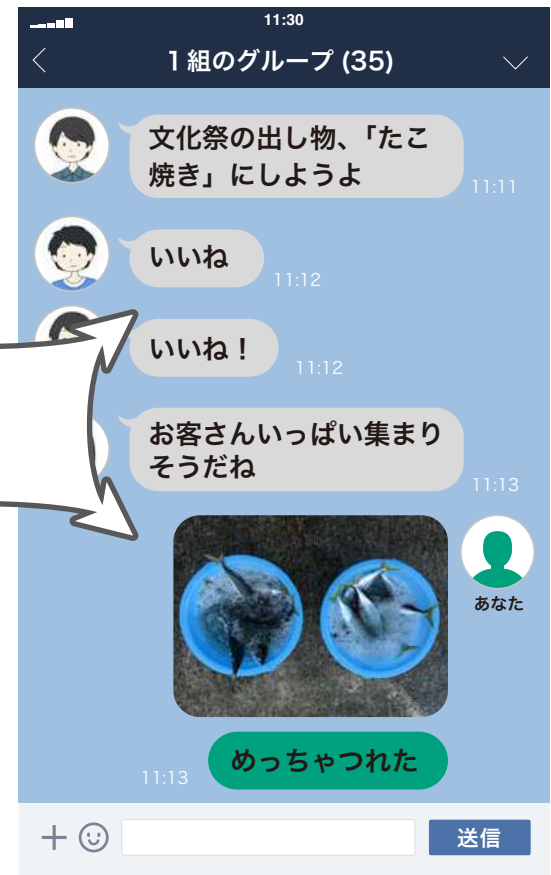 11:30
1組のグループ (35)
文化祭の出し物、「たこ
焼き」にしようよ
11:11
いいね
11:12
いいね！
11:12
お客さんいっぱい集まり
そうだね
11:13
あなた
めっちゃつれた
11:13
送信